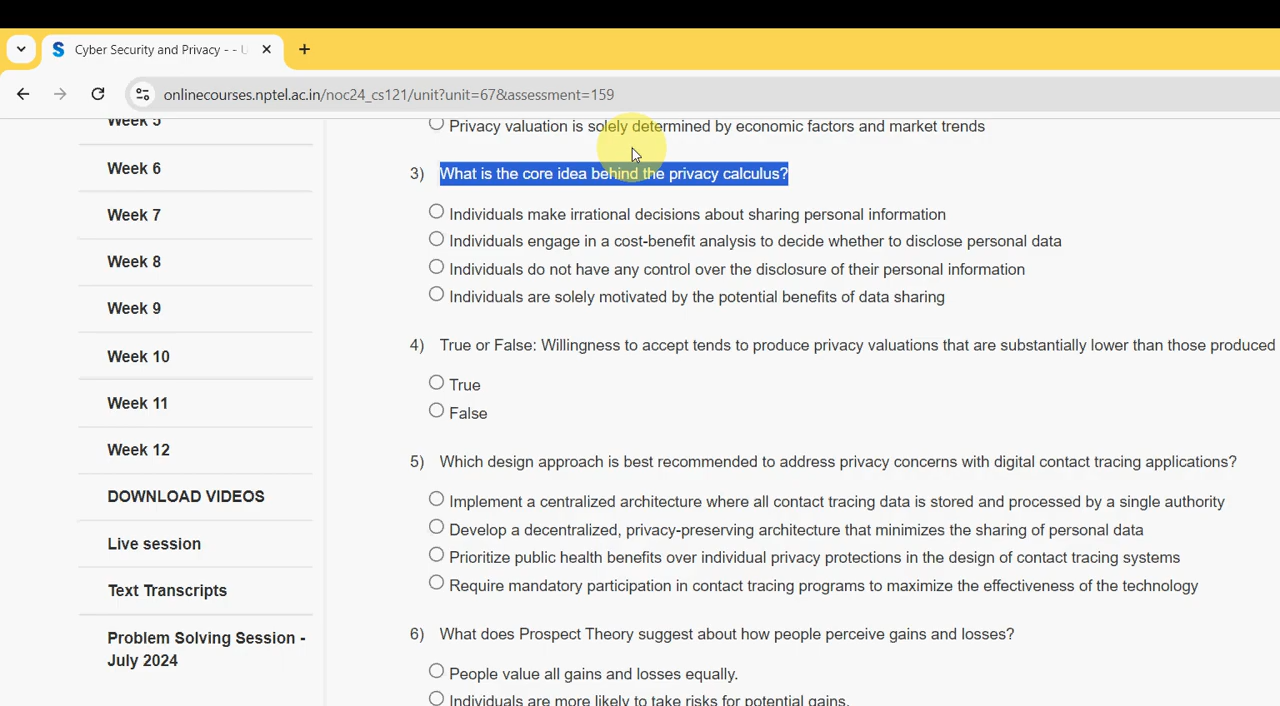 Cyber Security and Privacy - - U
onlinecourses.nptel.ac.in/noc24_cs121/unit?unit=67&assessment=159
Week 5
Week 6
Week 7
Week 8
Week 9
Week 10
Week 11
Week 12
DOWNLOAD VIDEOS
Live session
Text Transcripts
Problem Solving Session -
July 2024
Privacy valuation is solely determined by economic factors and market trends
3) What is the core idea behind the privacy calculus?
Individuals make irrational decisions about sharing personal information
Individuals engage in a cost-benefit analysis to decide whether to disclose personal data
Individuals do not have any control over the disclosure of their personal information
Individuals are solely motivated by the potential benefits of data sharing
4) True or False: Willingness to accept tends to produce privacy valuations that are substantially lower than those produced
True
False
5) Which design approach is best recommended to address privacy concerns with digital contact tracing applications?
Implement a centralized architecture where all contact tracing data is stored and processed by a single authority
Develop a decentralized, privacy-preserving architecture that minimizes the sharing of personal data
Prioritize public health benefits over individual privacy protections in the design of contact tracing systems
Require mandatory participation in contact tracing programs to maximize the effectiveness of the technology
6) What does Prospect Theory suggest about how people perceive gains and losses?
People value all gains and losses equally.
Individuals are more likely to take risks for potential gains.